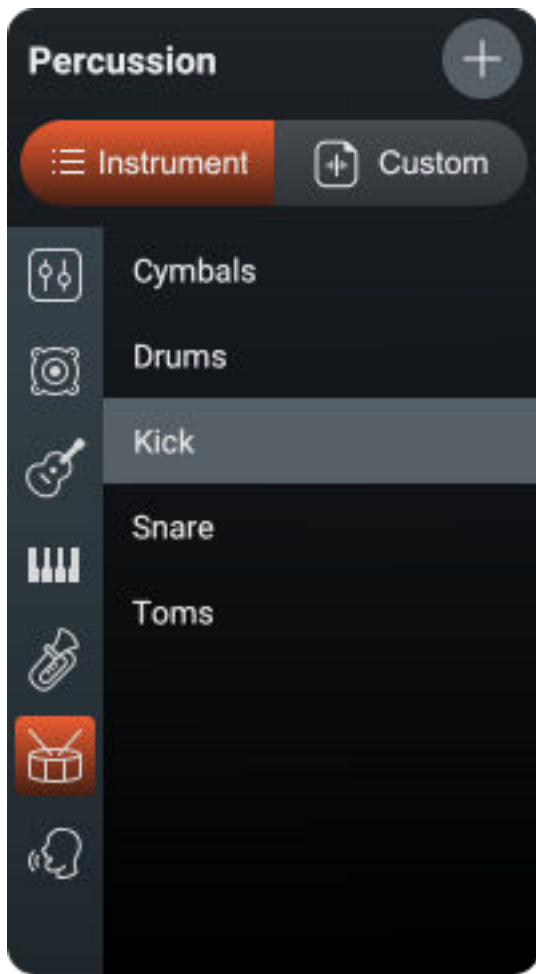 Percussion
Instrument Custom
Cymbals
Drums
Kick
Snare
Toms